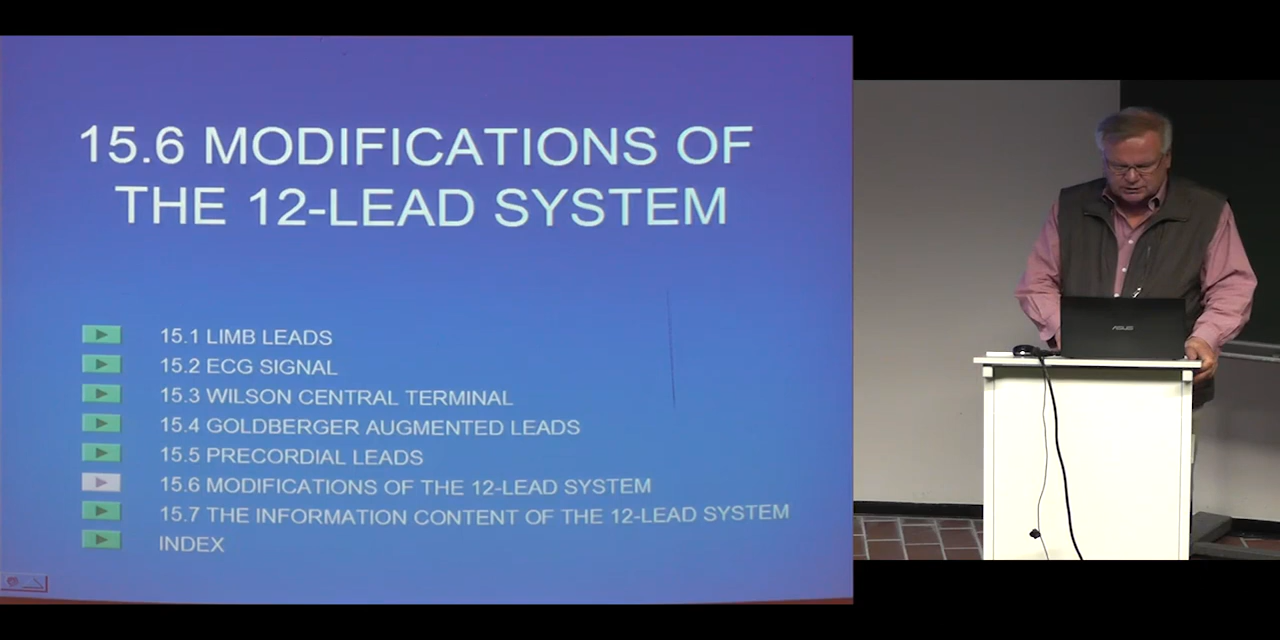 15.6 MODIFICATIONS OF
THE 12-LEAD SYSTEM
15.1 LIMB LEADS
15.2 ECG SIGNAL
15.3 WILSON CENTRAL TERMINAL
15.4 GOLDBERGER AUGMENTED LEADS
15.5 PRECORDIAL LEADS
15.6 MODIFICATIONS OF THE 12-LEAD SYSTEM
15.7 THE INFORMATION CONTENT OF THE 12-LEAD SYSTEM
INDEX
ASUS